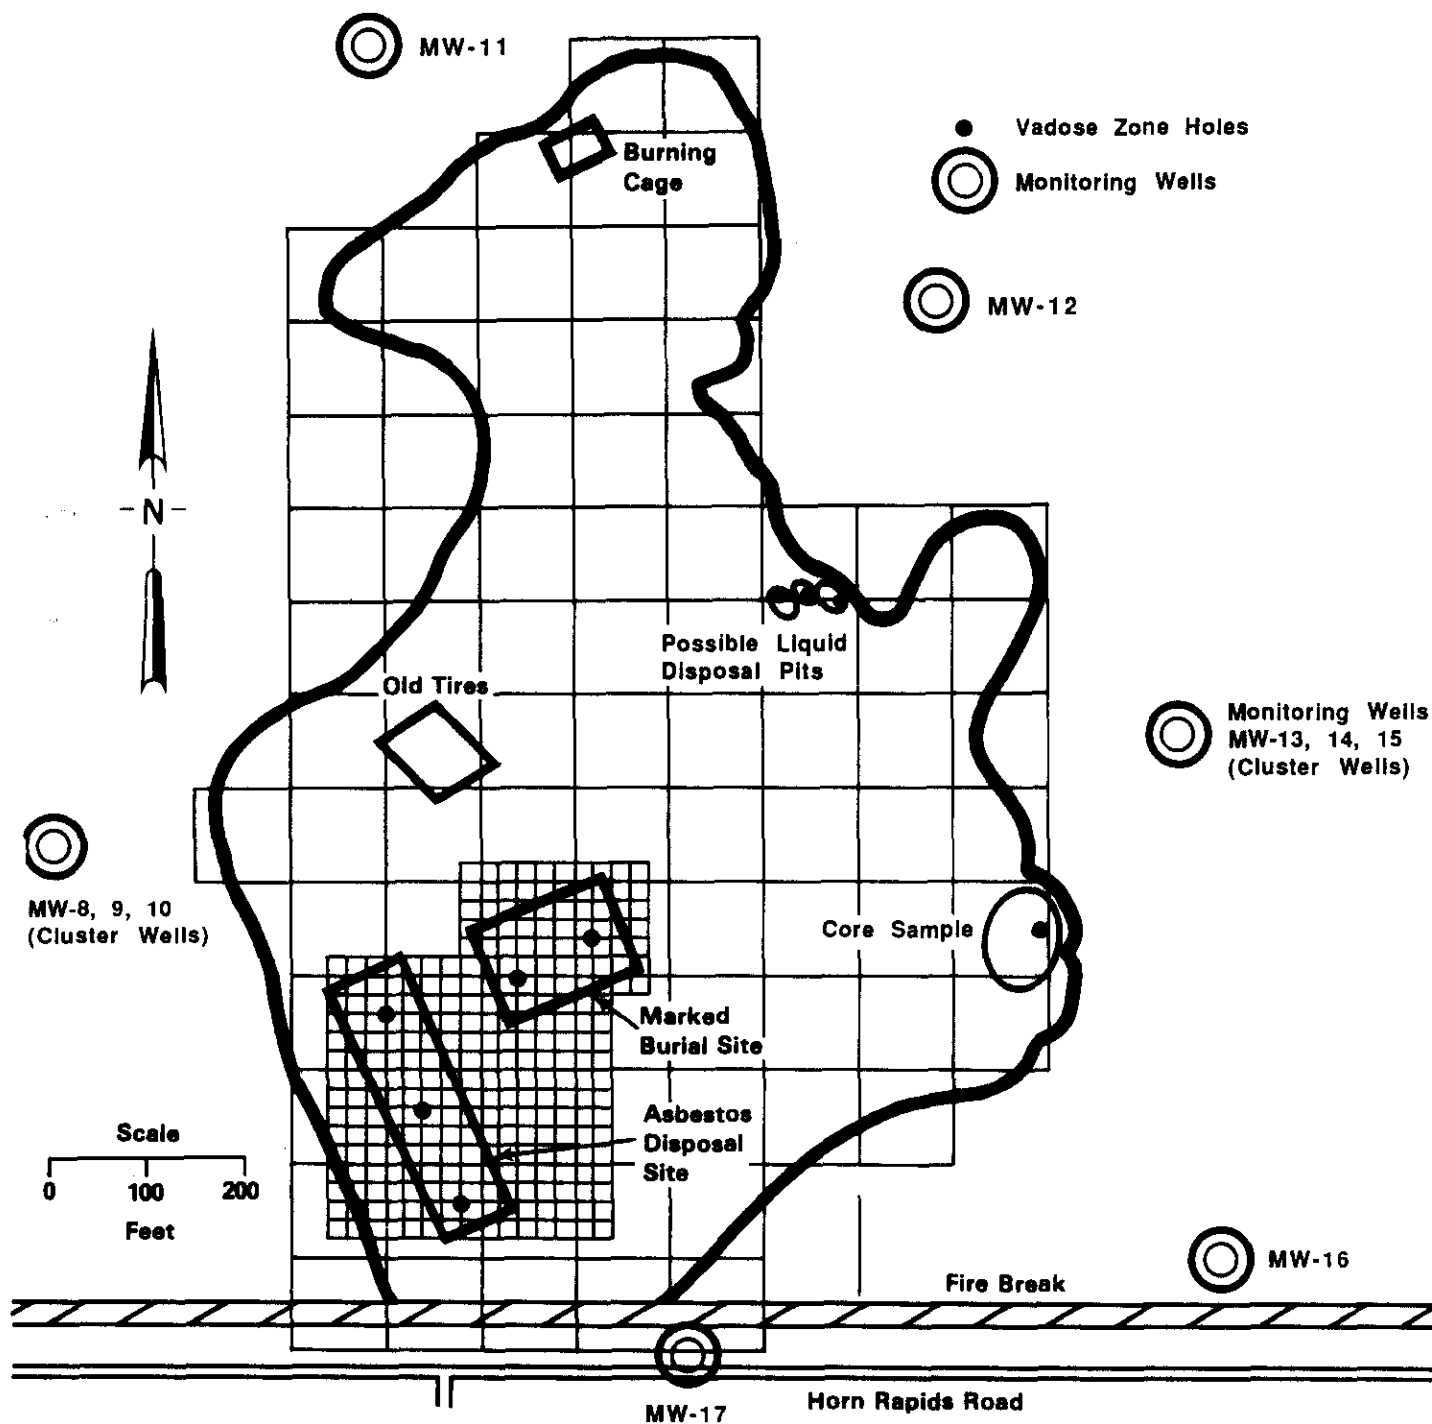 MW-11
Vadose Zone Holes
Burning
Cage
Monitoring Wells
MW-12
N
Possible Liquid
Disposal Pits
Old Tires
Monitoring Wells
MW-13, 14, 15
(Cluster Wells)
MW-8, 9, 10
(Cluster Wells)
Core Sample
Marked
Burial Site
Asbestos
Disposal
Site
Scale
0 100 200
Feet
MW-16
Fire Break
Horn Rapids Road
MW-17